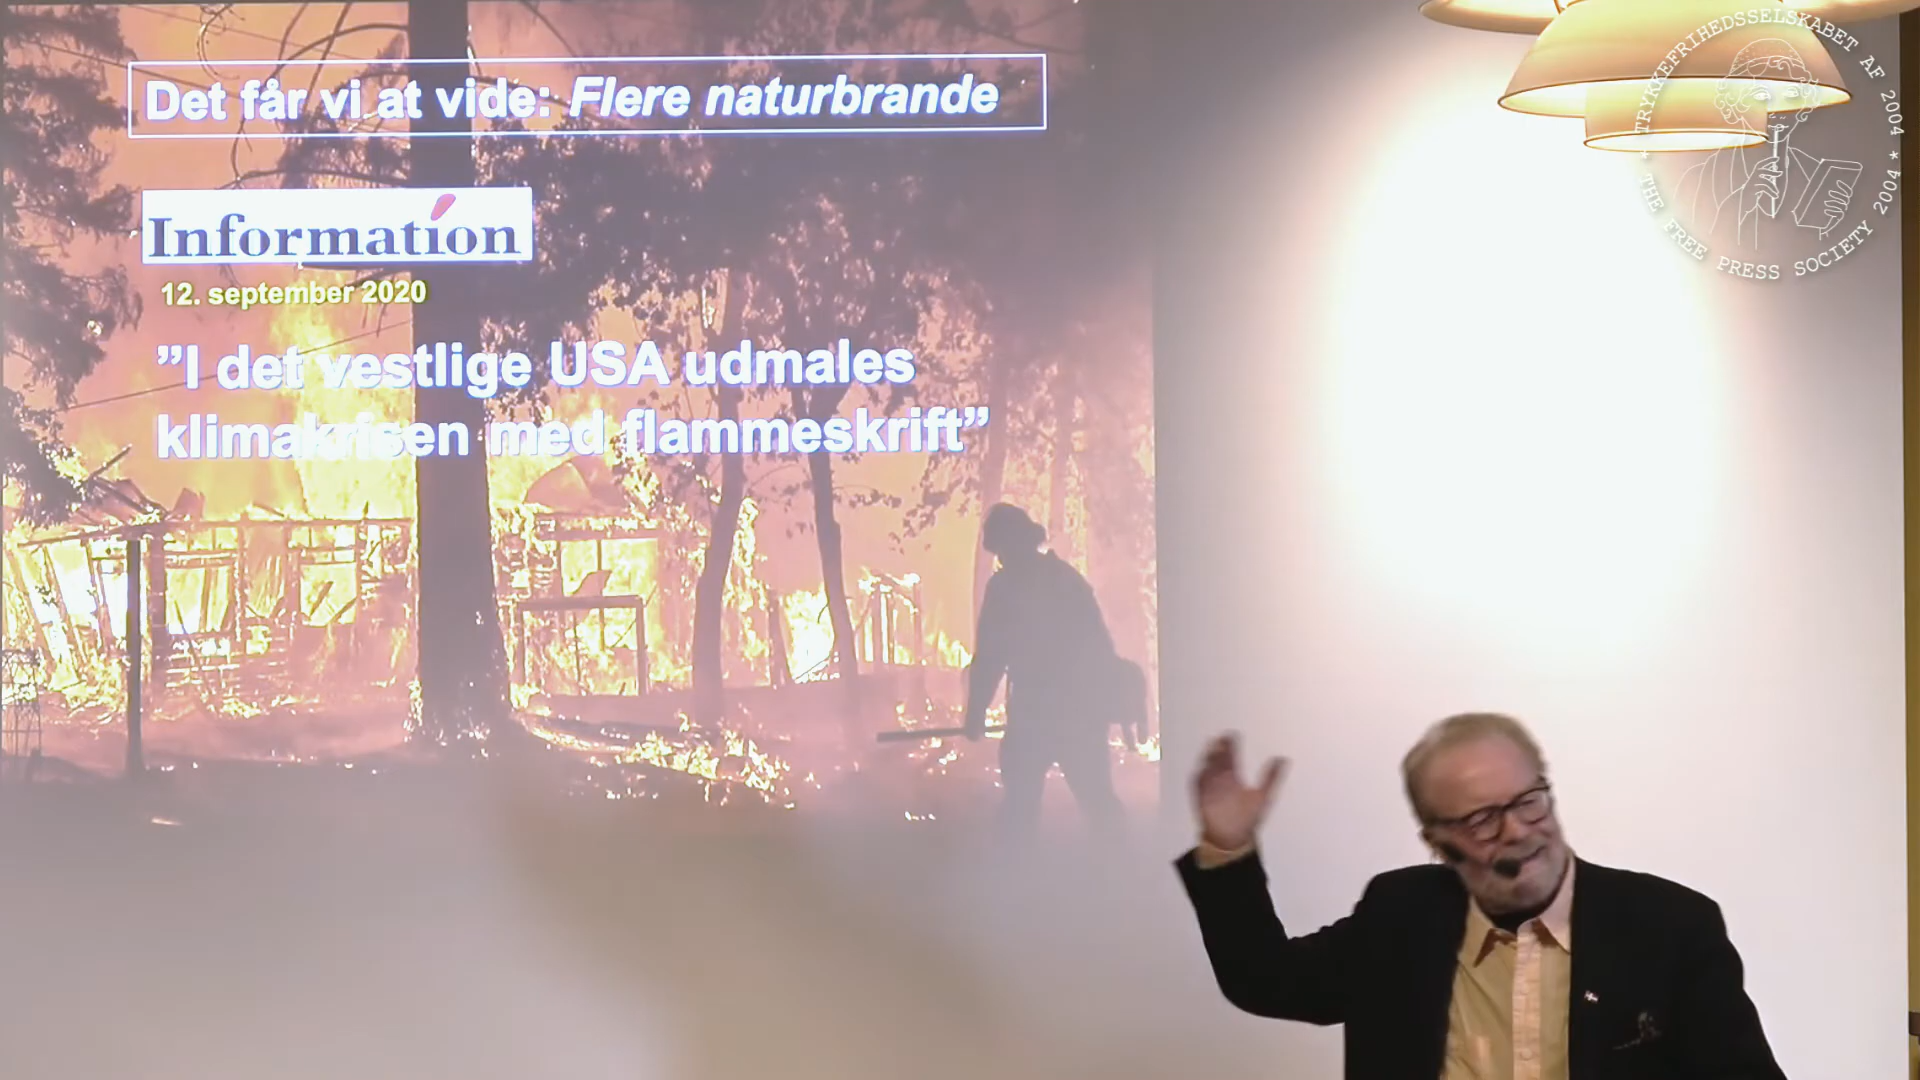 Det får vi at vide: Flere naturbrande
Information
12. september 2020
”I det vestlige USA udmales
klimakrisen med flammeskrift”
* TRYKKEFRIHEDSSELSKABET AF 2004 *
THE FREE PRESS SOCIETY 2004